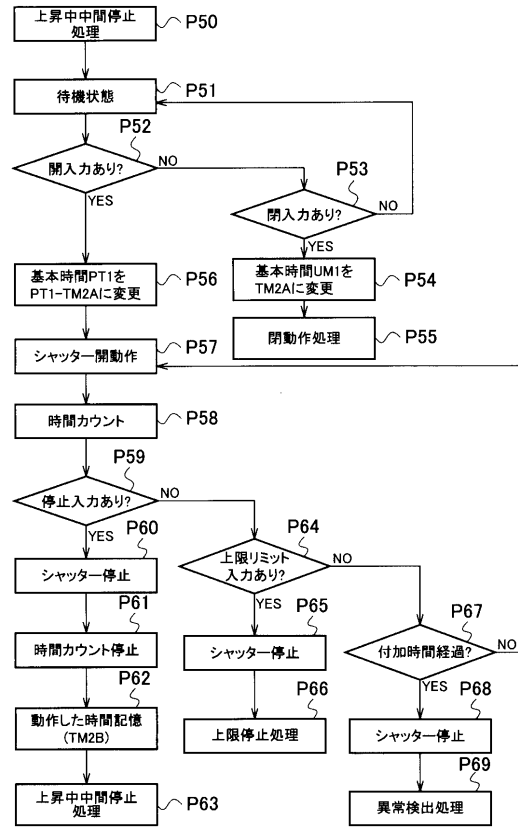 上昇中中間停止
処理
P50
待機状態
P51
P52
開入力あり?
NO
YES
P53
閉入力あり?
NO
YES
基本時間PT1を
PT1-TM2Aに変更
P56
基本時間UM1を
TM2Aに変更
P54
シャッター開動作
P57
閉動作処理
P55
時間カウント
P58
P59
停止入力あり?
NO
YES
P60
シャッター停止
P64
上限リミット
入力あり?
NO
YES
P61
時間カウント停止
P65
シャッター停止
P67
付加時間経過?
NO
YES
P62
動作した時間記憶
(TM2B)
P66
上限停止処理
P68
シャッター停止
上昇中中間停止
処理
P63
P69
異常検出処理